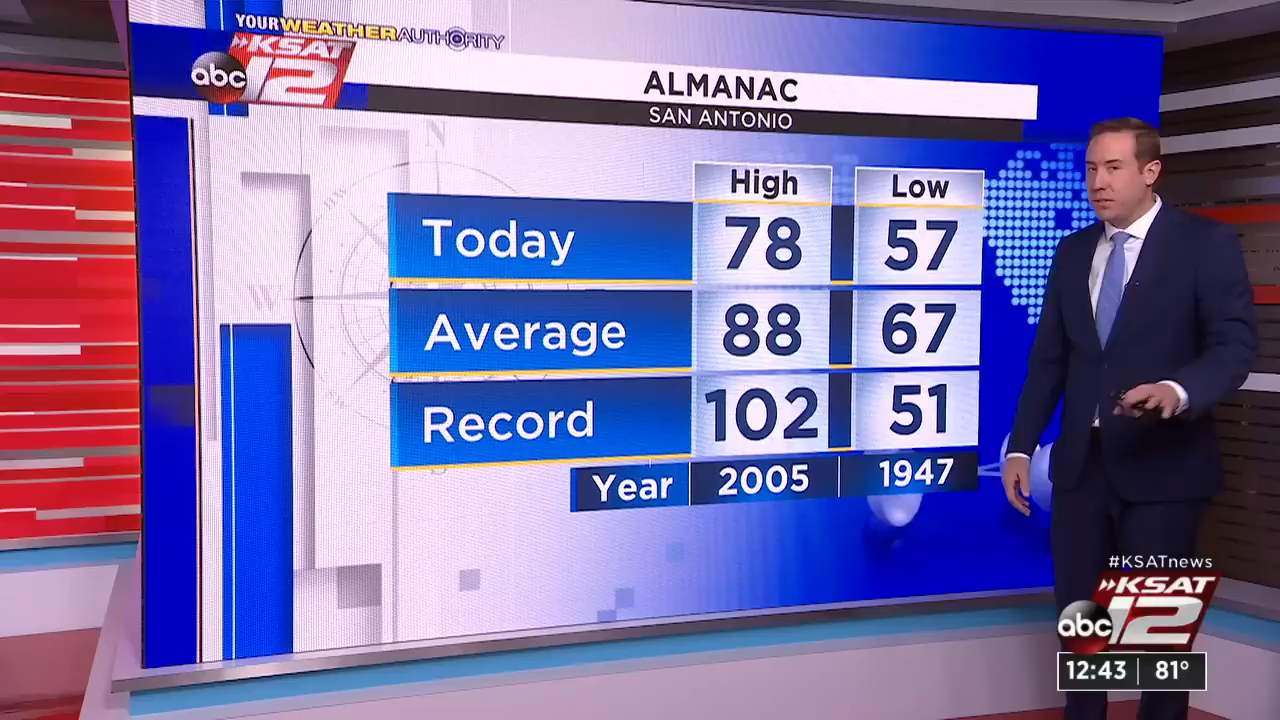 YOUR WEATHER AUTHORITY
KSAT
abc 12
ALMANAC
SAN ANTONIO
N
W
High Low
Today 78 57
Average 88 67
Record 102 51
Year 2005 1947
#KSATnews
KSAT
abc 12
12:43 81°